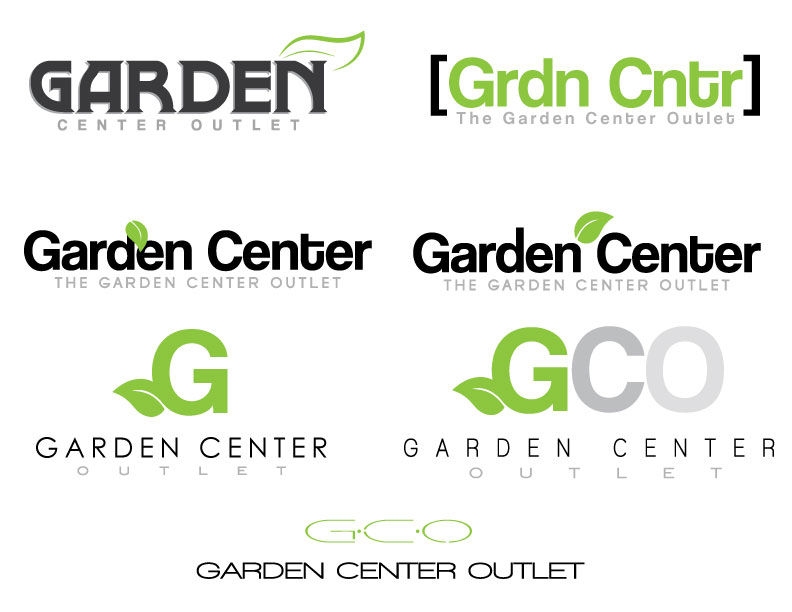 GARDEN
CENTER OUTLET
[Grdn Cntr]
The Garden Center Outlet
Garden Center
THE GARDEN CENTER OUTLET
Garden Center
THE GARDEN CENTER OUTLET
G
GARDEN CENTER
OUTLET
GCO
GARDEN CENTER
OUTLET
G·C·O
GARDEN CENTER OUTLET